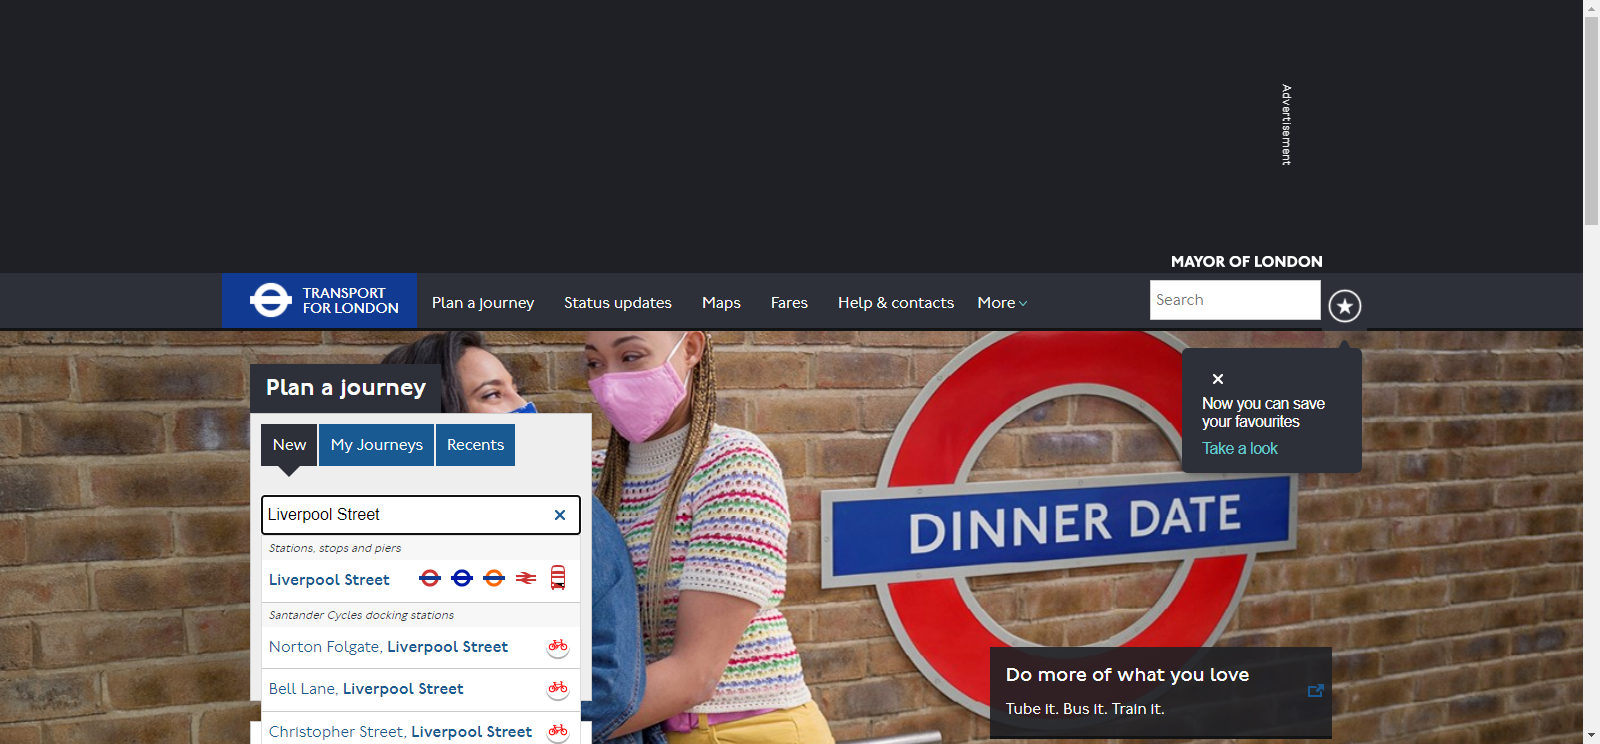 Advertisement
MAYOR OF LONDON
TRANSPORT
FOR LONDON
Plan a journey
Status updates
Maps
Fares
Help & contacts
More
Search
Plan a journey
New
My Journeys
Recents
Liverpool Street
Stations, stops and piers
Liverpool Street
Santander Cycles docking stations
Norton Folgate, Liverpool Street
Bell Lane, Liverpool Street
Christopher Street, Liverpool Street
Now you can save
your favourites
Take a look
DINNER DATE
Do more of what you love
Tube it. Bus it. Train it.